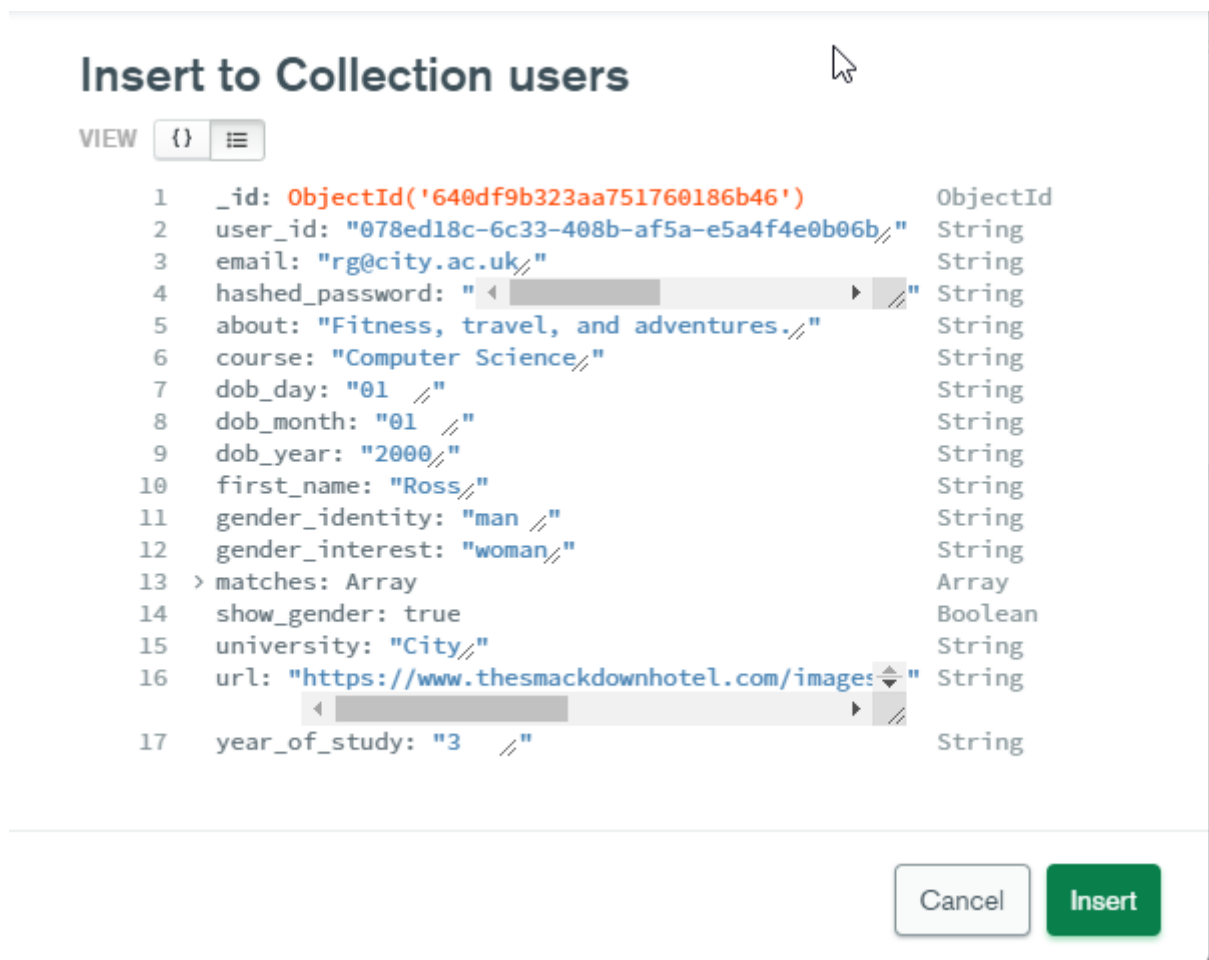 Insert to Collection users
VIEW {}
1 _id: ObjectId('640df9b323aa751760186b46') ObjectId
2 user_id: "078ed18c-6c33-408b-af5a-e5a4f4e0b06b" String
3 email: "rg@city.ac.uk" String
4 hashed_password: " " String
5 about: "Fitness, travel, and adventures." String
6 course: "Computer Science" String
7 dob_day: "01" String
8 dob_month: "01" String
9 dob_year: "2000" String
10 first_name: "Ross" String
11 gender_identity: "man" String
12 gender_interest: "woman" String
13 > matches: Array Array
14 show_gender: true Boolean
15 university: "City" String
16 url: "https://www.thesmackdownhotel.com/images" String
17 year_of_study: "3" String
Cancel Insert